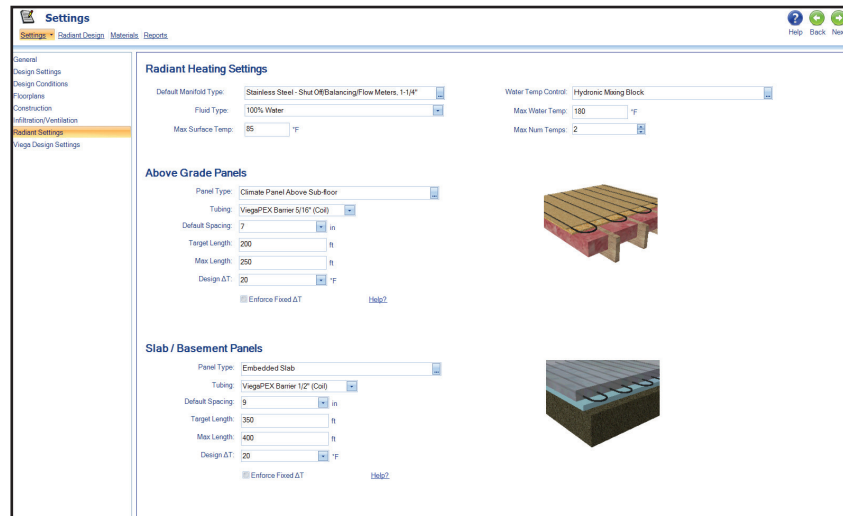 Settings
Help Back Nex
Settings Radiant Design Materials Reports
General
Design Settings
Design Conditions
Floorplans
Construction
Infiltration/Ventilation
Radiant Settings
Viega Design Settings
Radiant Heating Settings
Default Manifold Type: Stainless Steel - Shut Off/Balancing/Flow Meters, 1-1/4" ... Water Temp Control: Hydronic Mixing Block ...
Fluid Type: 100% Water Max Water Temp: 180 °F
Max Surface Temp: 85 °F Max Num Temps: 2
Above Grade Panels
Panel Type: Climate Panel Above Sub-floor ...
Tubing: ViegaPEX Barrier 5/16" (Coil)
Default Spacing: 7 in
Target Length: 200 ft
Max Length: 250 ft
Design ΔT: 20 °F
Enforce Fixed ΔT Help?
Slab / Basement Panels
Panel Type: Embedded Slab ...
Tubing: ViegaPEX Barrier 1/2" (Coil)
Default Spacing: 9 in
Target Length: 350 ft
Max Length: 400 ft
Design ΔT: 20 °F
Enforce Fixed ΔT Help?